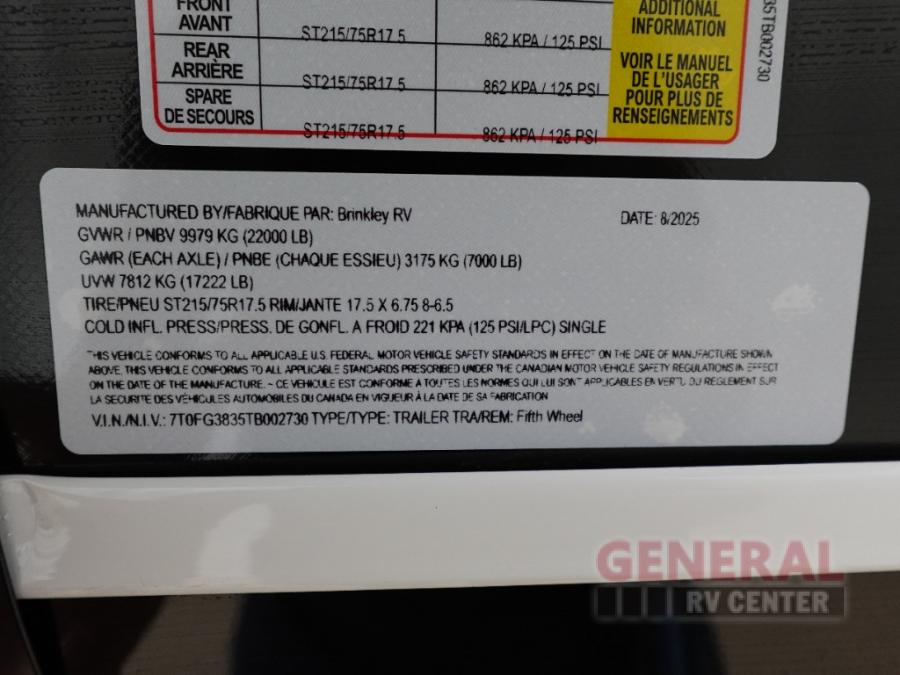 FRONT
AVANT ST215/75R17.5 862 KPA / 125 PSI
REAR
ARRIÈRE ST215/75R17.5 862 KPA / 125 PSI
SPARE
DE SECOURS ST215/75R17.5 862 KPA / 125 PSI
ADDITIONAL
INFORMATION
VOIR LE MANUEL
DE L'USAGER
POUR PLUS DE
RENSEIGNEMENTS
35TB002730
MANUFACTURED BY/FABRIQUE PAR: Brinkley RV DATE: 8/2025
GVWR / PNBV 9979 KG (22000 LB)
GAWR (EACH AXLE) / PNBE (CHAQUE ESSIEU) 3175 KG (7000 LB)
UVW 7812 KG (17222 LB)
TIRE/PNEU ST215/75R17.5 RIM/JANTE 17.5 X 6.75 8-6.5
COLD INFL. PRESS/PRESS. DE GONFL. A FROID 221 KPA (125 PSI/LPC) SINGLE
THIS VEHICLE CONFORMS TO ALL APPLICABLE U.S. FEDERAL MOTOR VEHICLE SAFETY STANDARDS IN EFFECT ON THE DATE OF MANUFACTURE SHOWN
ABOVE. THIS VEHICLE CONFORMS TO ALL APPLICABLE STANDARDS PRESCRIBED UNDER THE CANADIAN MOTOR VEHICLE SAFETY REGULATIONS IN EFFECT
ON THE DATE OF THE MANUFACTURE. - CE VEHICULE EST CONFORME A TOUTES LES NORMES QUI LUI SONT APPLICABLES EN VERTU DU REGLEMENT SUR
LA SECURITE DES VÉHICULES AUTOMOBILES DU CANADA EN VIGUEUR À LA DATE DE SA FABRICATION
V.I.N./N.I.V.: 7T0FG3835TB002730 TYPE/TYPE: TRAILER TRA/REM: Fifth Wheel
GENERAL
RV CENTER